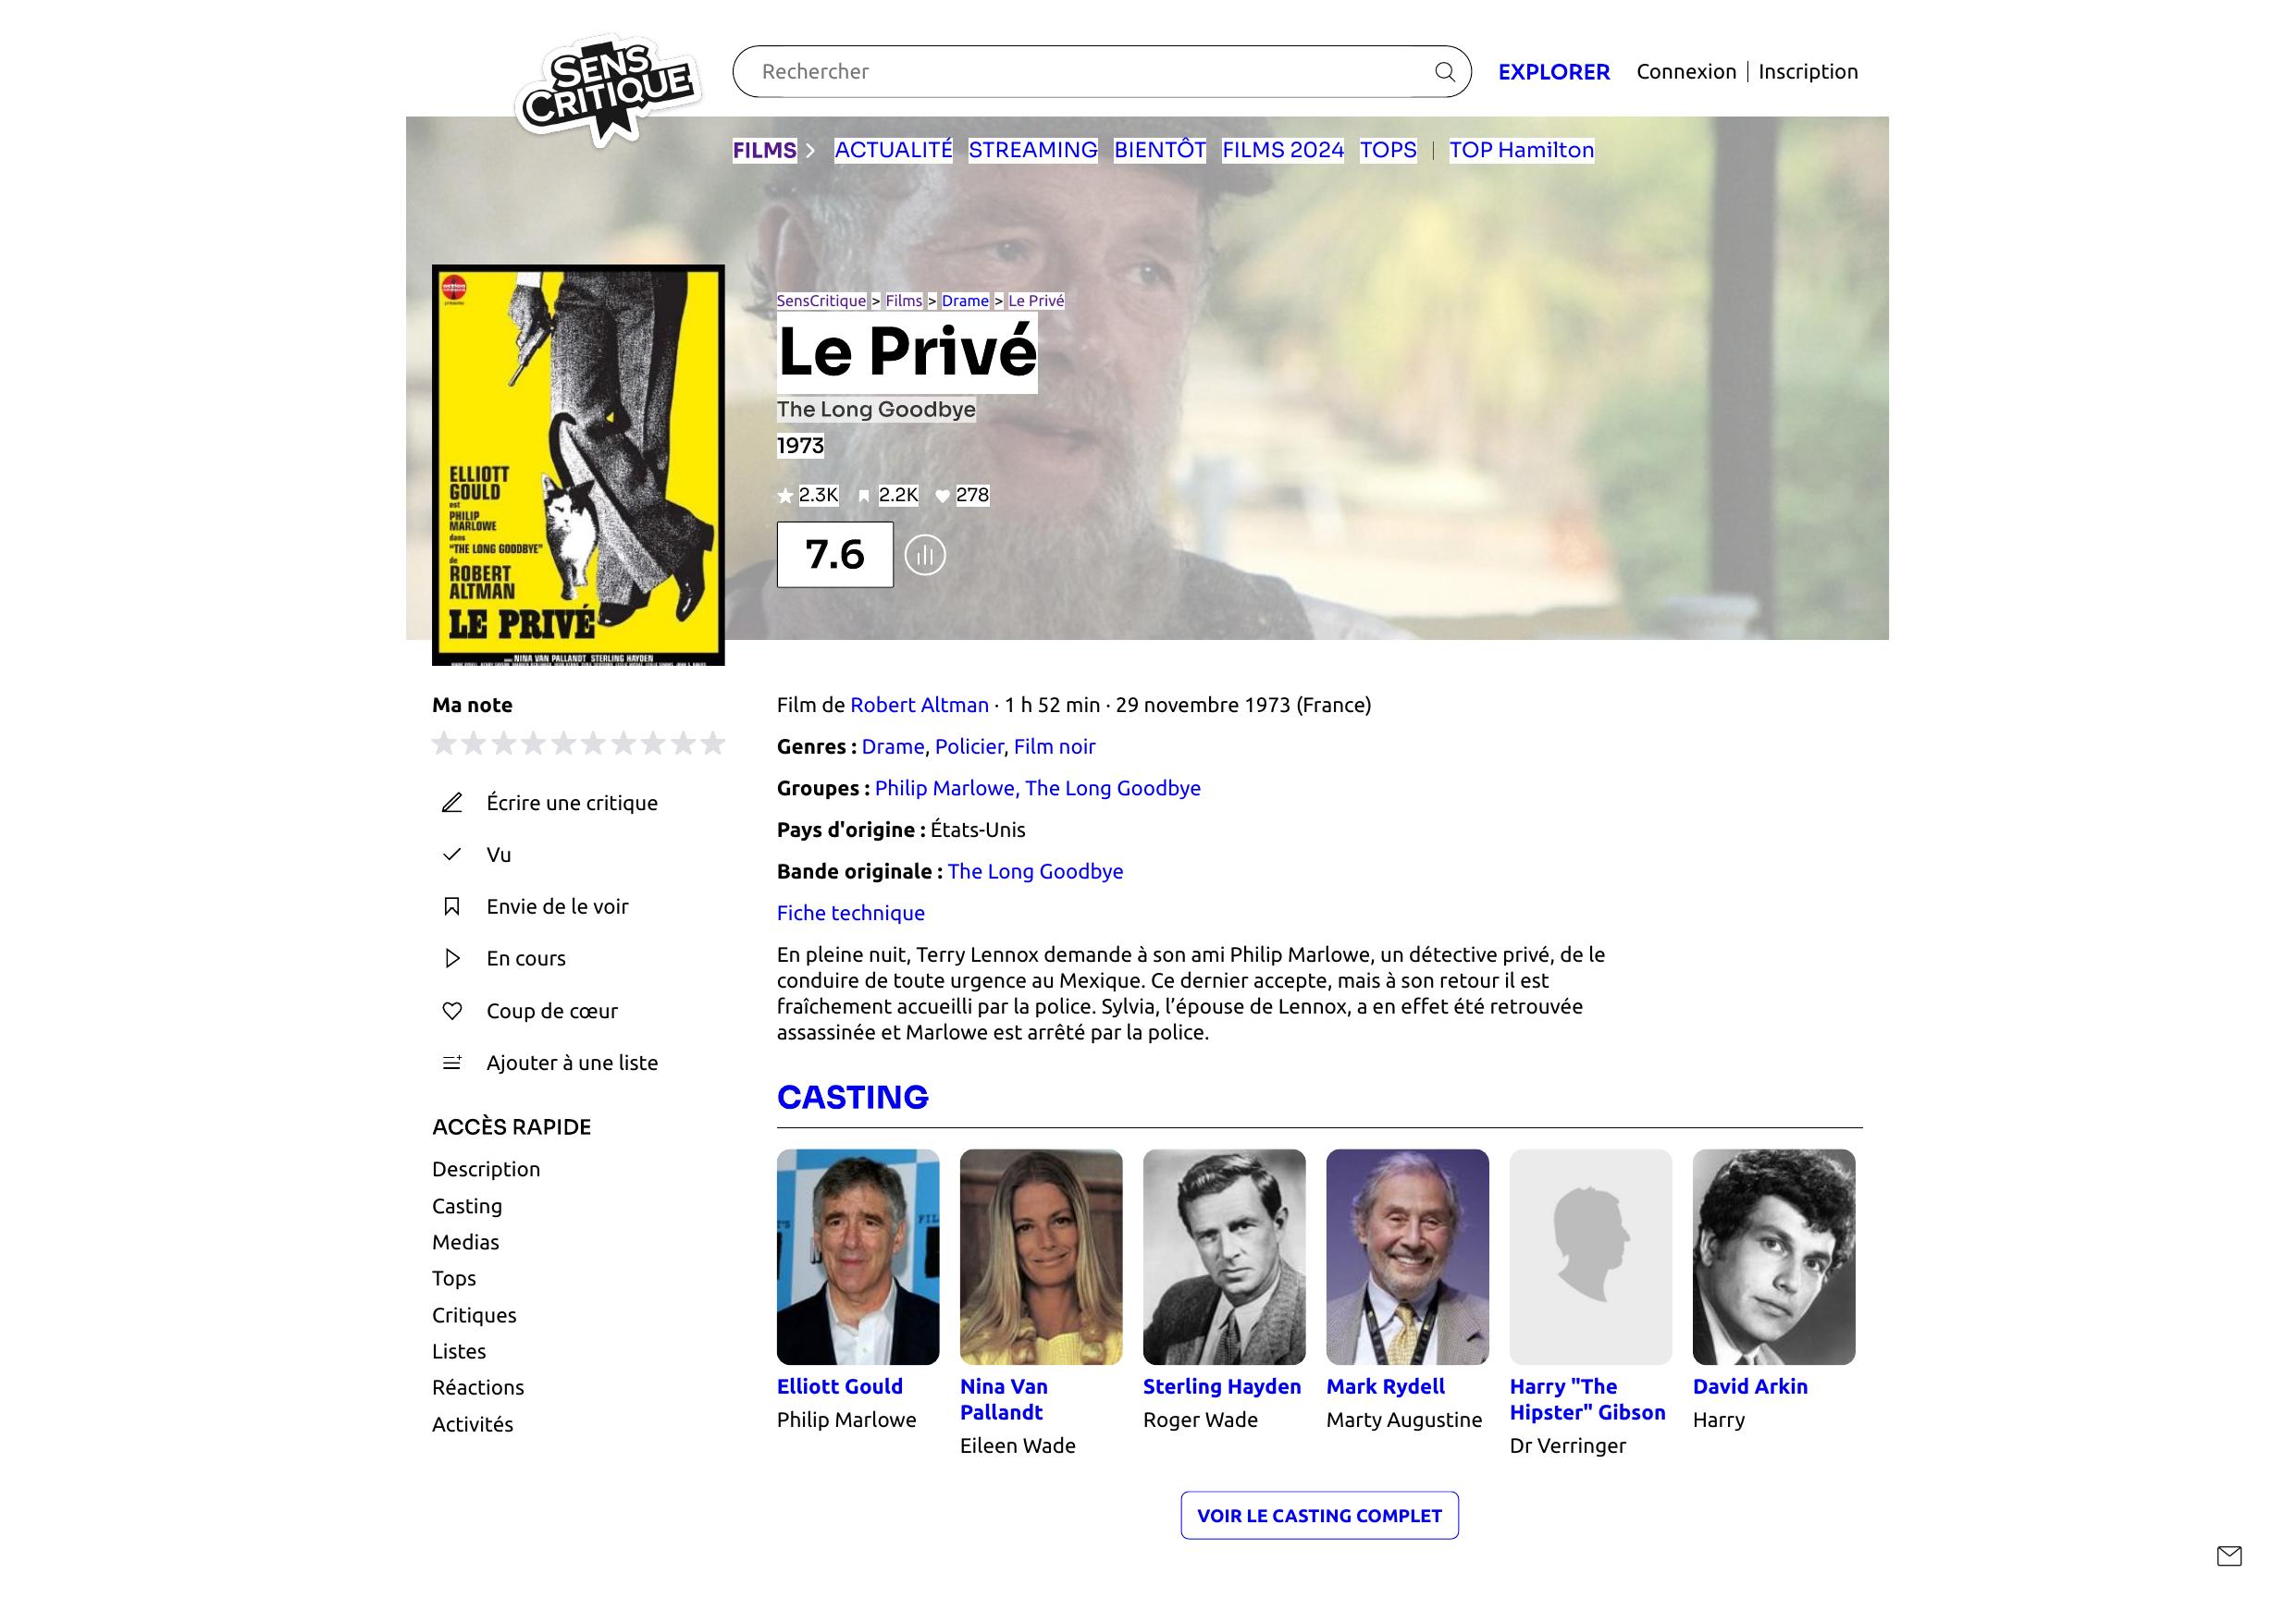 SENS
CRITIQUE
Rechercher
EXPLORER
Connexion | Inscription
FILMS
ACTUALITÉ
STREAMING
BIENTÔT
FILMS 2024
TOPS
TOP Hamilton
SensCritique > Films > Drame > Le Privé
Le Privé
The Long Goodbye
1973
2.3K
2.2K
278
7.6
ELLIOTT
GOULD
est
PHILIP
MARLOWE
dans
"THE LONG GOODBYE"
de
ROBERT
ALTMAN
LE PRIVÉ
NINA VAN PALLANDT STERLING HAYDEN
Ma note
Écrire une critique
Vu
Envie de le voir
En cours
Coup de cœur
Ajouter à une liste
ACCÈS RAPIDE
Description
Casting
Medias
Tops
Critiques
Listes
Réactions
Activités
Film de Robert Altman · 1 h 52 min · 29 novembre 1973 (France)
Genres : Drame, Policier, Film noir
Groupes : Philip Marlowe, The Long Goodbye
Pays d'origine : États-Unis
Bande originale : The Long Goodbye
Fiche technique
En pleine nuit, Terry Lennox demande à son ami Philip Marlowe, un détective privé, de le
conduire de toute urgence au Mexique. Ce dernier accepte, mais à son retour il est
fraîchement accueilli par la police. Sylvia, l’épouse de Lennox, a en effet été retrouvée
assassinée et Marlowe est arrêté par la police.
CASTING
Elliott Gould
Philip Marlowe
Nina Van
Pallandt
Eileen Wade
Sterling Hayden
Roger Wade
Mark Rydell
Marty Augustine
Harry "The
Hipster" Gibson
Dr Verringer
David Arkin
Harry
VOIR LE CASTING COMPLET